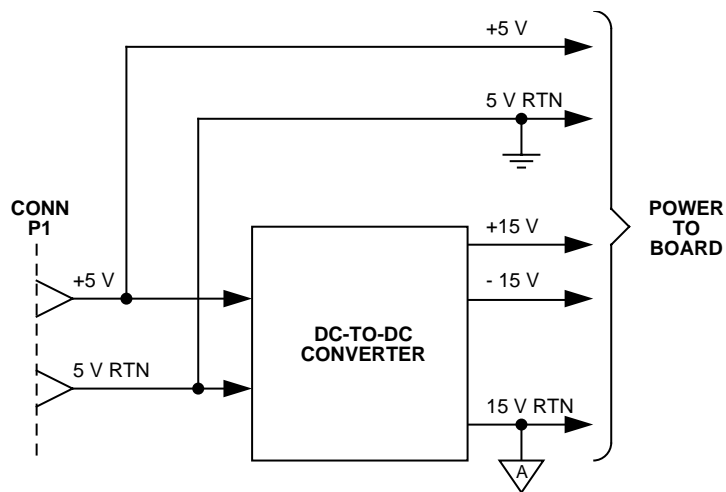 +5 V
5 V RTN
CONN
P1
+5 V
5 V RTN
DC-TO-DC
CONVERTER
+15 V
- 15 V
15 V RTN
A
POWER
TO
BOARD